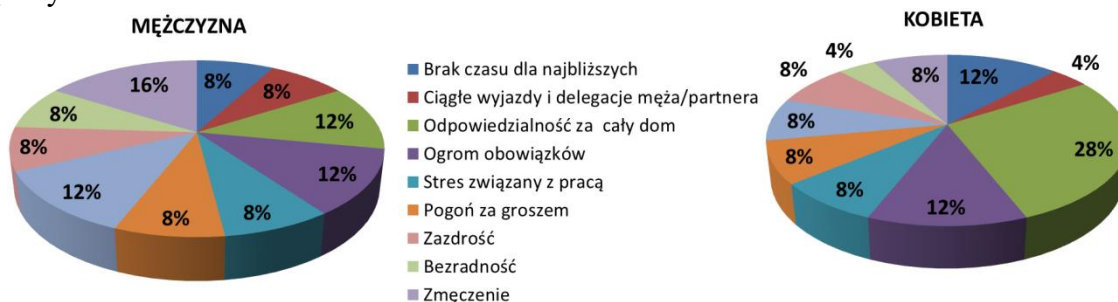 MĘŻCZYZNA
8%
8%
12%
12%
8%
8%
12%
8%
8%
16%
Brak czasu dla najbliższych
Ciągłe wyjazdy i delegacje męża/partnera
Odpowiedzialność za cały dom
Ogrom obowiązków
Stres związany z pracą
Pogoń za groszem
Zazdrość
Bezradność
Zmęczenie
KOBIETA
12%
4%
28%
12%
8%
8%
8%
8%
4%
8%